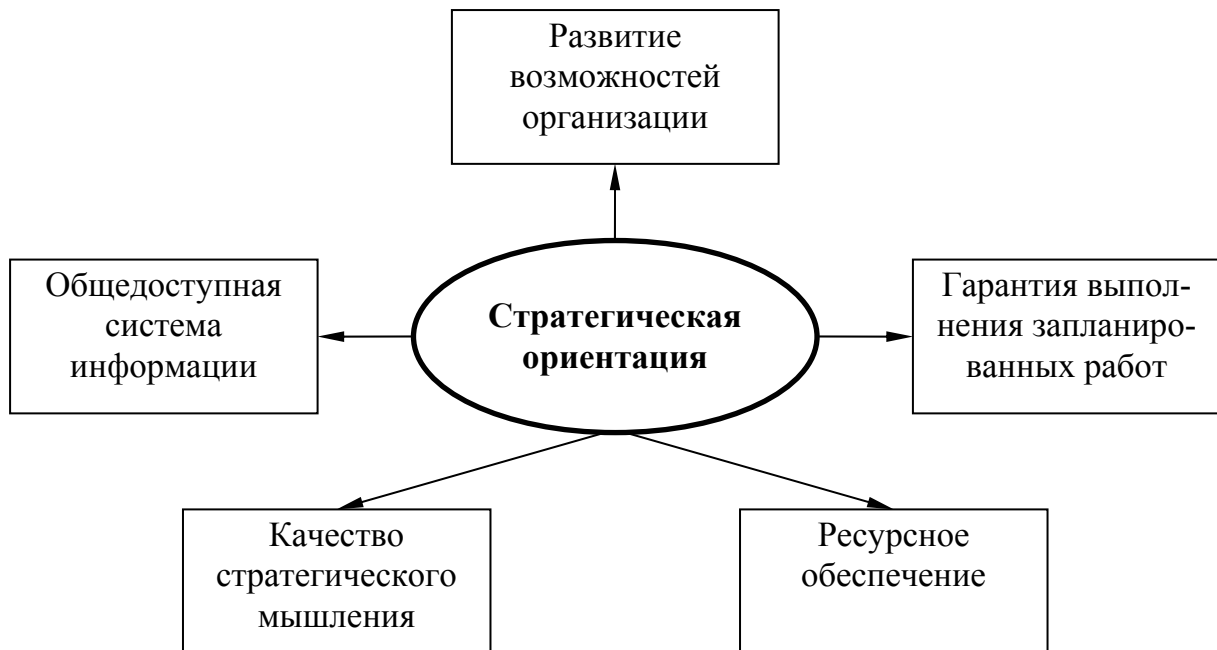 Развитие
возможностей
организации
Общедоступная
система
информации
Стратегическая
ориентация
Гарантия выпол-
нения запланиро-
ванных работ
Качество
стратегического
мышления
Ресурсное
обеспечение